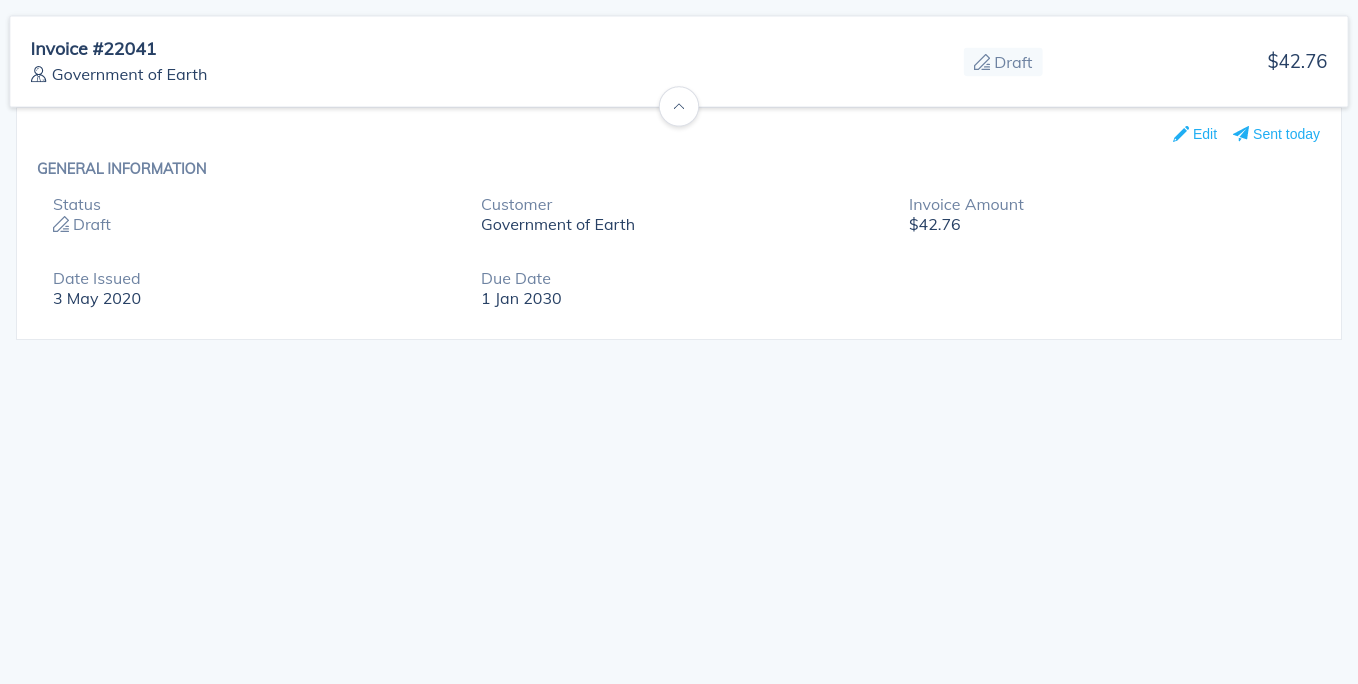 Invoice #22041
Government of Earth
Draft
$42.76
Edit
Sent today
GENERAL INFORMATION
Status
Draft
Customer
Government of Earth
Invoice Amount
$42.76
Date Issued
3 May 2020
Due Date
1 Jan 2030